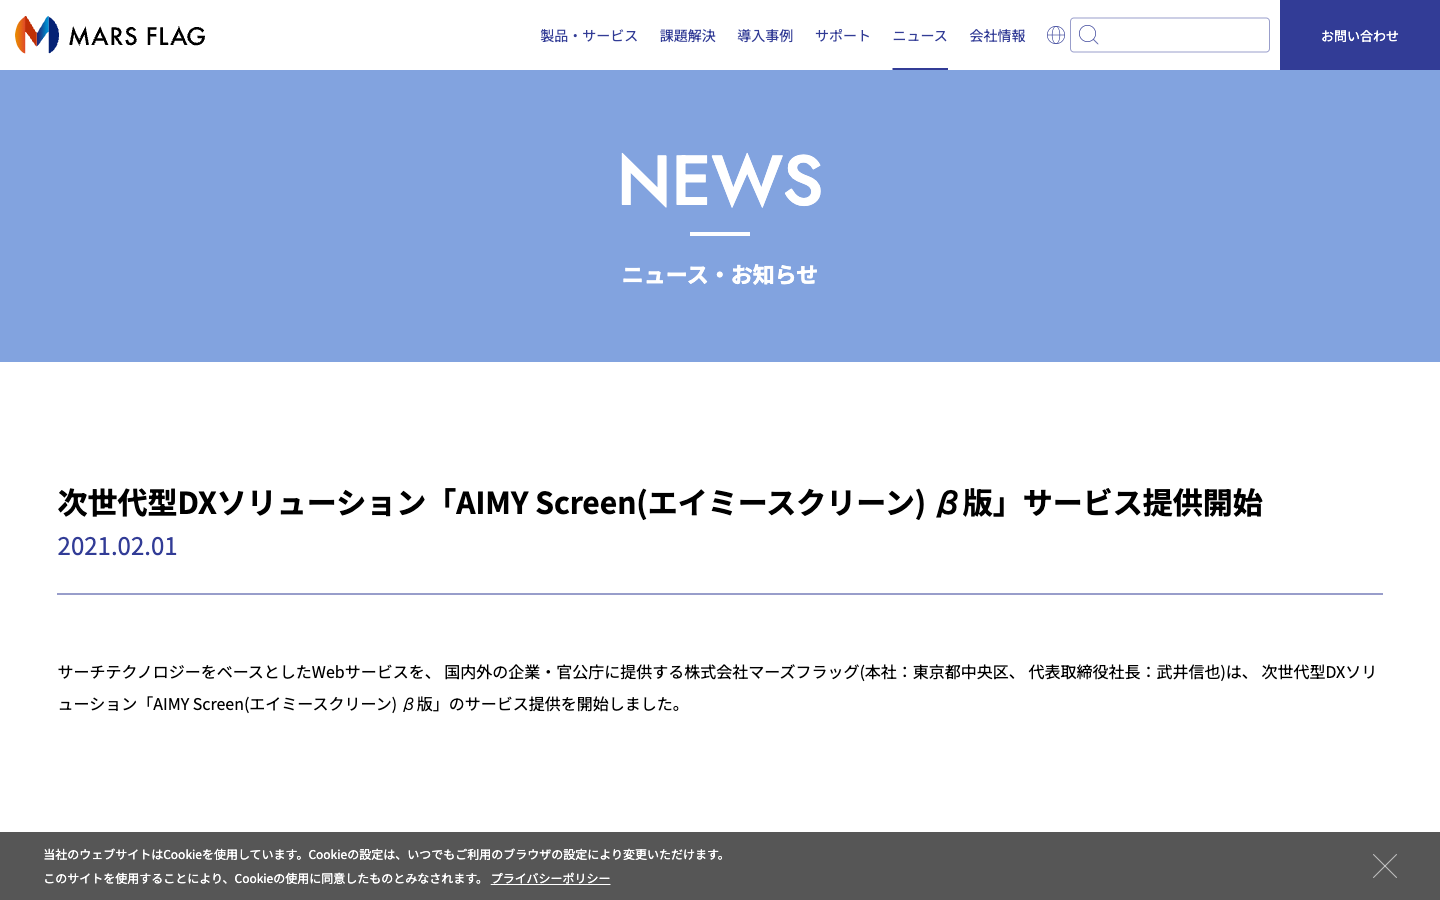 MARS FLAG
製品・サービス 課題解決 導入事例 サポート ニュース 会社情報 お問い合わせ
NEWS
ニュース・お知らせ
次世代型DXソリューション「AIMY Screen(エイミースクリーン) β版」サービス提供開始
2021.02.01
サーチテクノロジーをベースとしたWebサービスを、 国内外の企業・官公庁に提供する株式会社マーズフラッグ(本社：東京都中央区、 代表取締役社長：武井信也)は、 次世代型DXソリ
ューション「AIMY Screen(エイミースクリーン) β版」のサービス提供を開始しました。
当社のウェブサイトはCookieを使用しています。Cookieの設定は、いつでもご利用のブラウザの設定により変更いただけます。
このサイトを使用することにより、Cookieの使用に同意したものとみなされます。 プライバシーポリシー